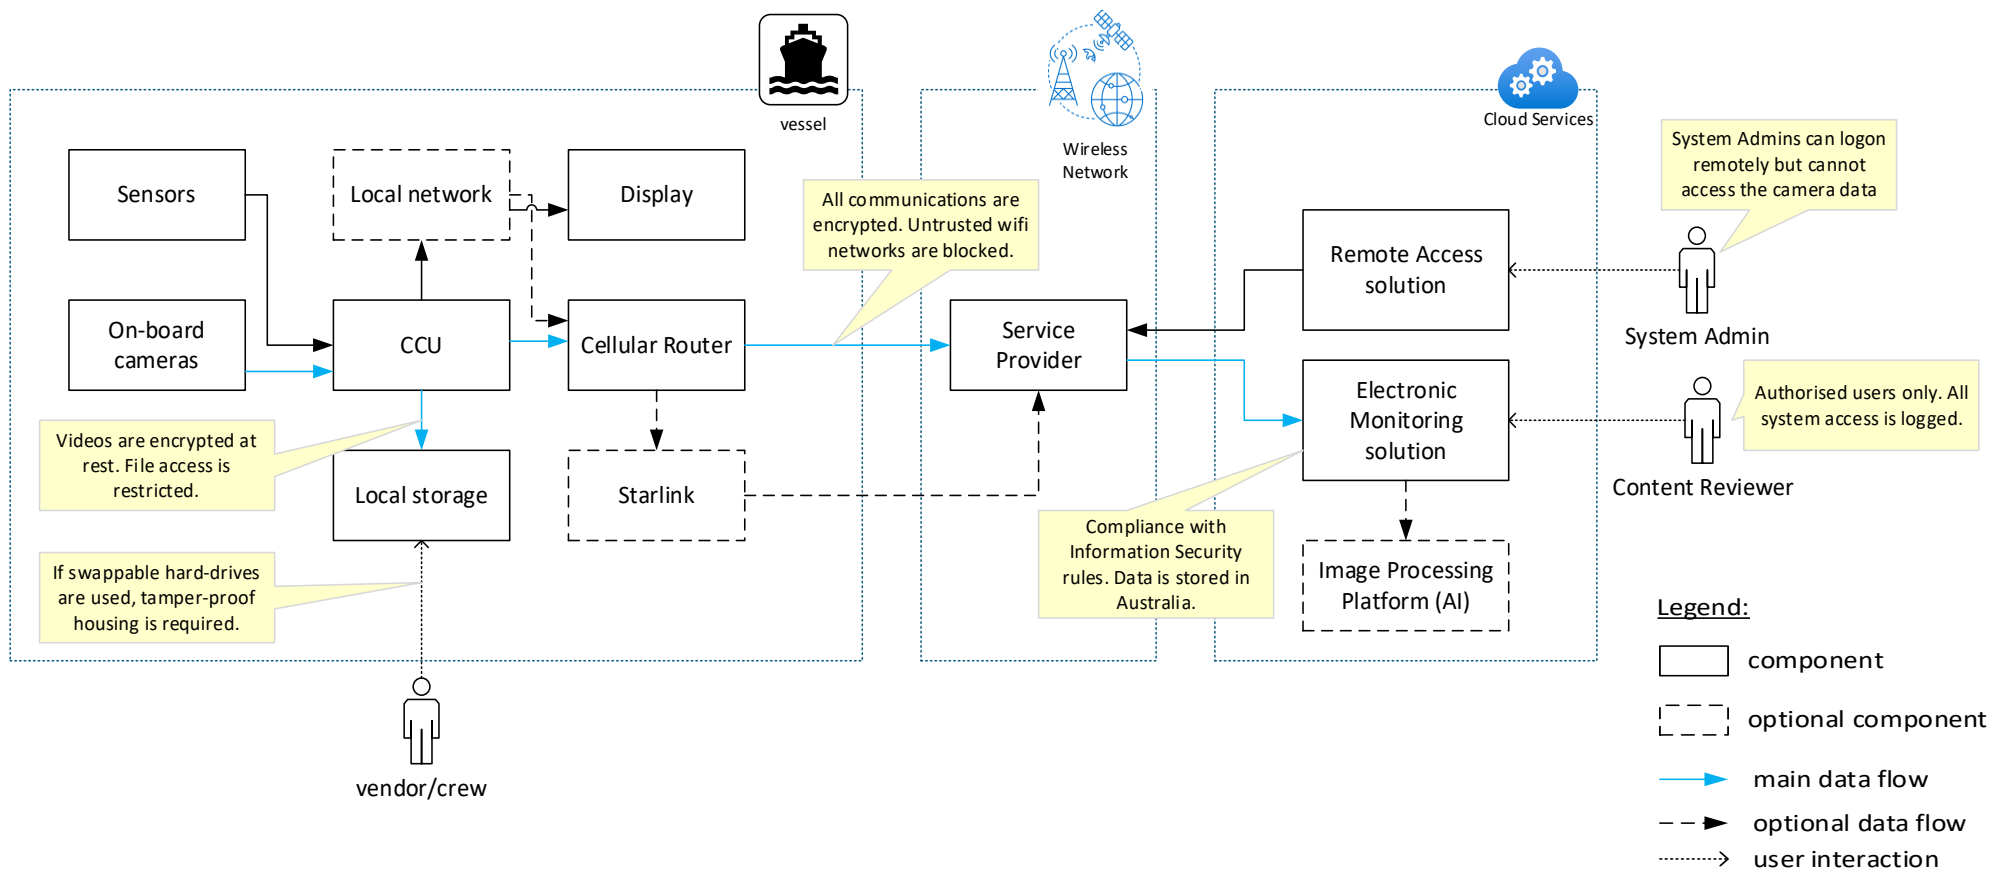 vessel
Wireless
Network
Cloud Services
Sensors
Local network
Display
All communications are
encrypted. Untrusted wifi
networks are blocked.
System Admins can logon
remotely but cannot
access the camera data
Remote Access
solution
System Admin
On-board
cameras
CCU
Cellular Router
Service
Provider
Electronic
Monitoring
solution
Authorised users only. All
system access is logged.
Content Reviewer
Videos are encrypted at
rest. File access is
restricted.
Local storage
Starlink
Compliance with
Information Security
rules. Data is stored in
Australia.
Image Processing
Platform (AI)
If swappable hard-drives
are used, tamper-proof
housing is required.
vendor/crew
Legend:
component
optional component
main data flow
optional data flow
user interaction